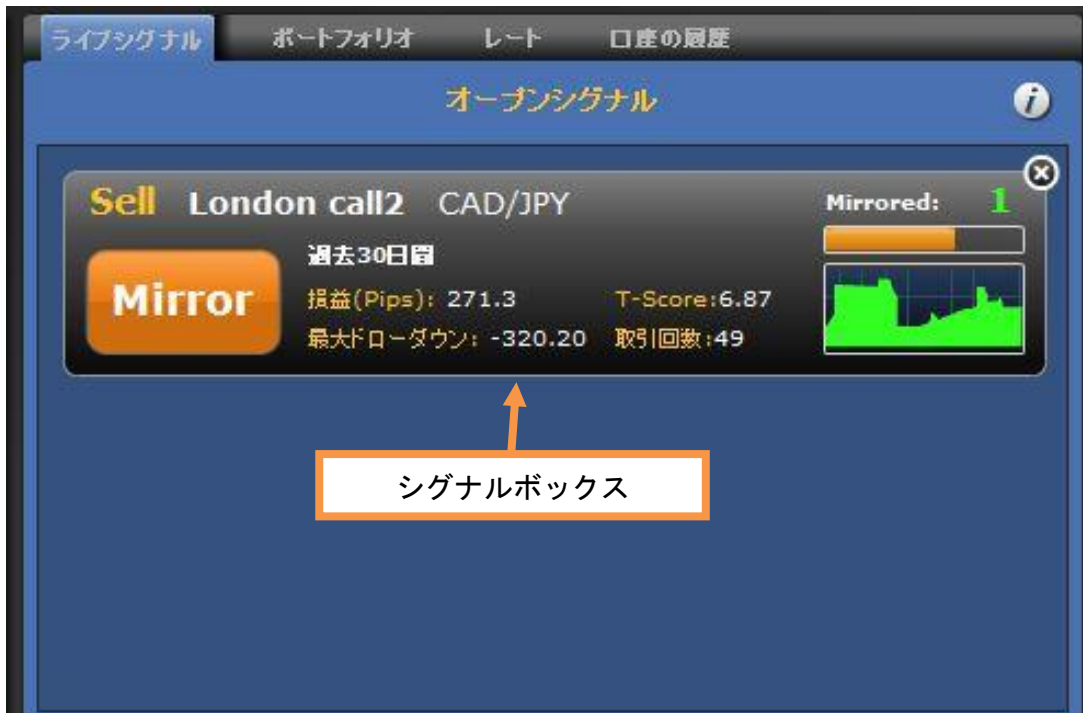 ライブシグナル ポートフォリオ レート 口座の履歴
オープンシグナル
i
Sell London call2 CAD/JPY Mirrored: 1
過去30日間
Mirror
損益(Pips): 271.3 T-Score:6.87
最大ドローダウン: -320.20 取引回数:49
シグナルボックス